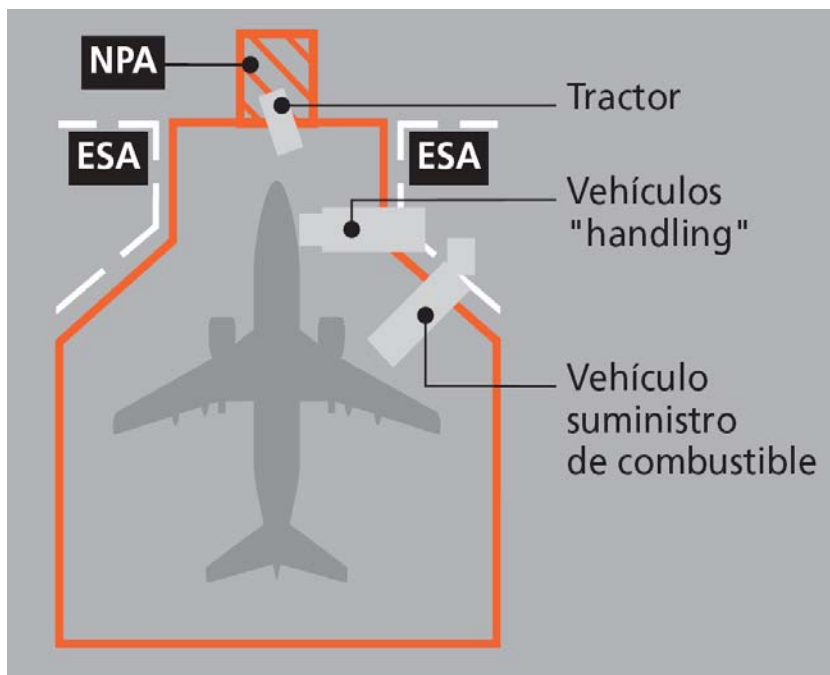 NPA
Tractor
ESA
ESA
Vehículos
"handling"
Vehículo
suministro
de combustible